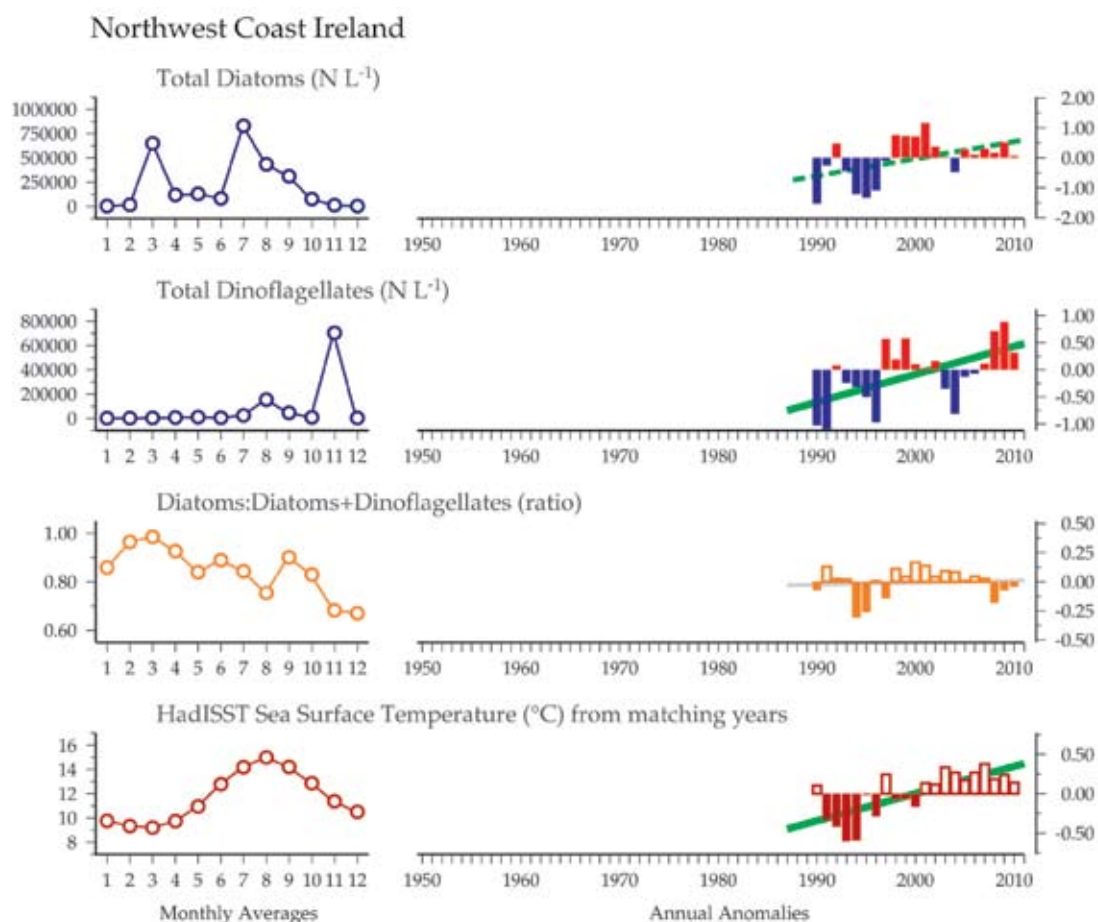 Northwest Coast Ireland
Total Diatoms (N L⁻¹)
1000000
750000
500000
250000
0
2.00
1.00
0.00
-1.00
-2.00
1 2 3 4 5 6 7 8 9 10 11 12
1950 1960 1970 1980 1990 2000 2010
Total Dinoflagellates (N L⁻¹)
800000
600000
400000
200000
0
1.00
0.50
0.00
-0.50
-1.00
1 2 3 4 5 6 7 8 9 10 11 12
1950 1960 1970 1980 1990 2000 2010
Diatoms:Diatoms+Dinoflagellates (ratio)
1.00
0.80
0.60
0.50
0.25
0.00
-0.25
-0.50
1 2 3 4 5 6 7 8 9 10 11 12
1950 1960 1970 1980 1990 2000 2010
HadISST Sea Surface Temperature (°C) from matching years
16
14
12
10
8
0.50
0.00
-0.50
1 2 3 4 5 6 7 8 9 10 11 12
1950 1960 1970 1980 1990 2000 2010
Monthly Averages
Annual Anomalies